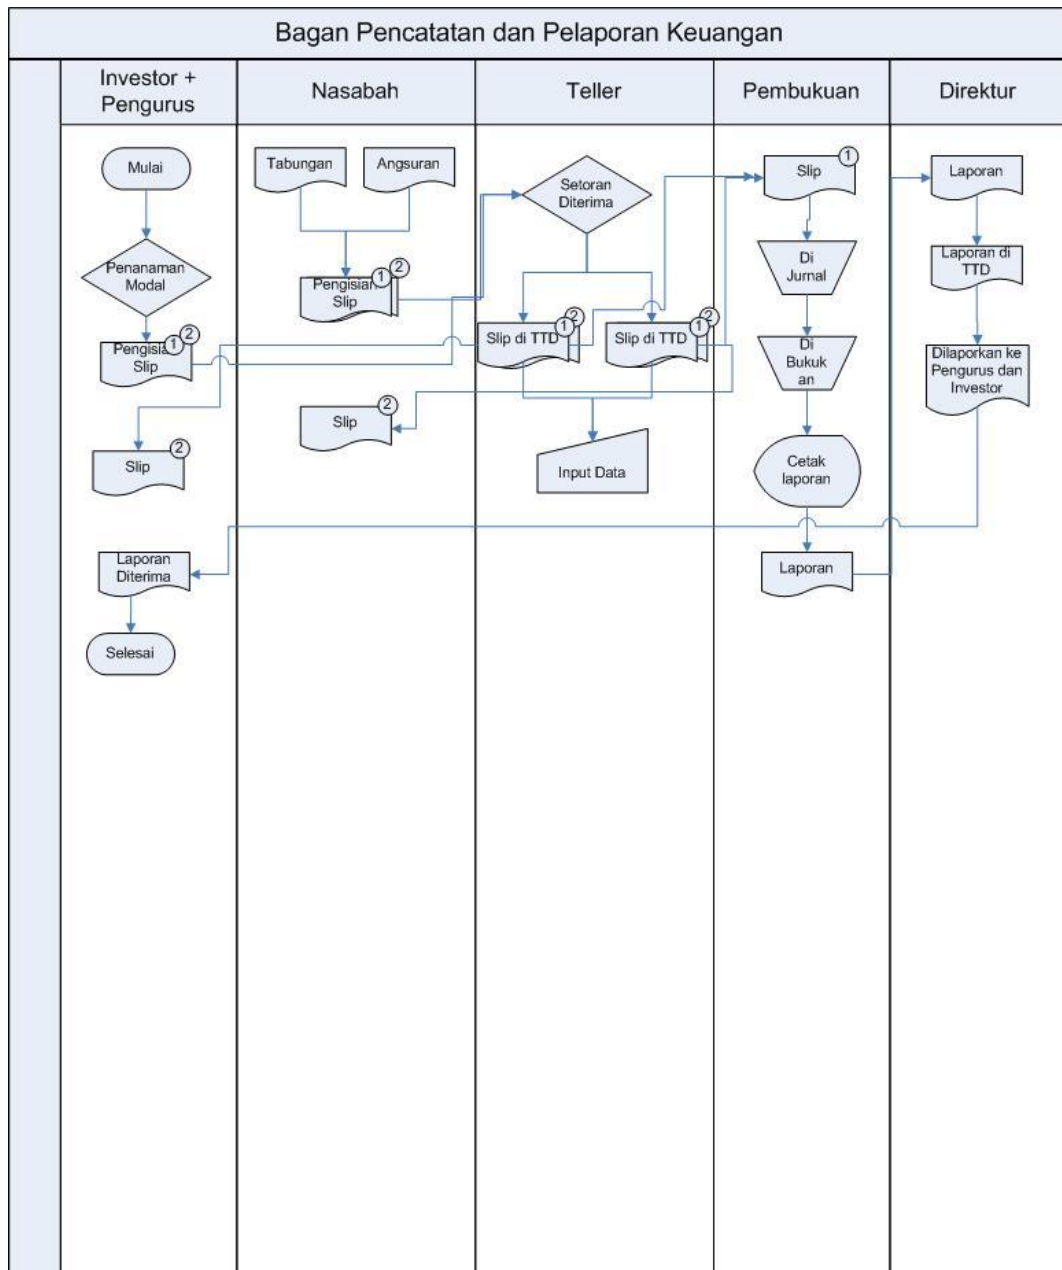 Bagan Pencatatan dan Pelaporan Keuangan
Investor +
Pengurus
Nasabah
Teller
Pembukuan
Direktur
Mulai
Penanaman
Modal
Pengisian
Slip
1
2
Slip
2
Laporan
Diterima
Selesai
Tabungan
Angsuran
Pengisian
Slip
1
2
Slip
2
Setoran
Diterima
Slip di TTD
1
2
Slip di TTD
1
2
Input Data
Slip
1
Di
Jurnal
Di
Bukuk
an
Cetak
laporan
Laporan
Laporan
Laporan di
TTD
Dilaporkan ke
Pengurus dan
Investor